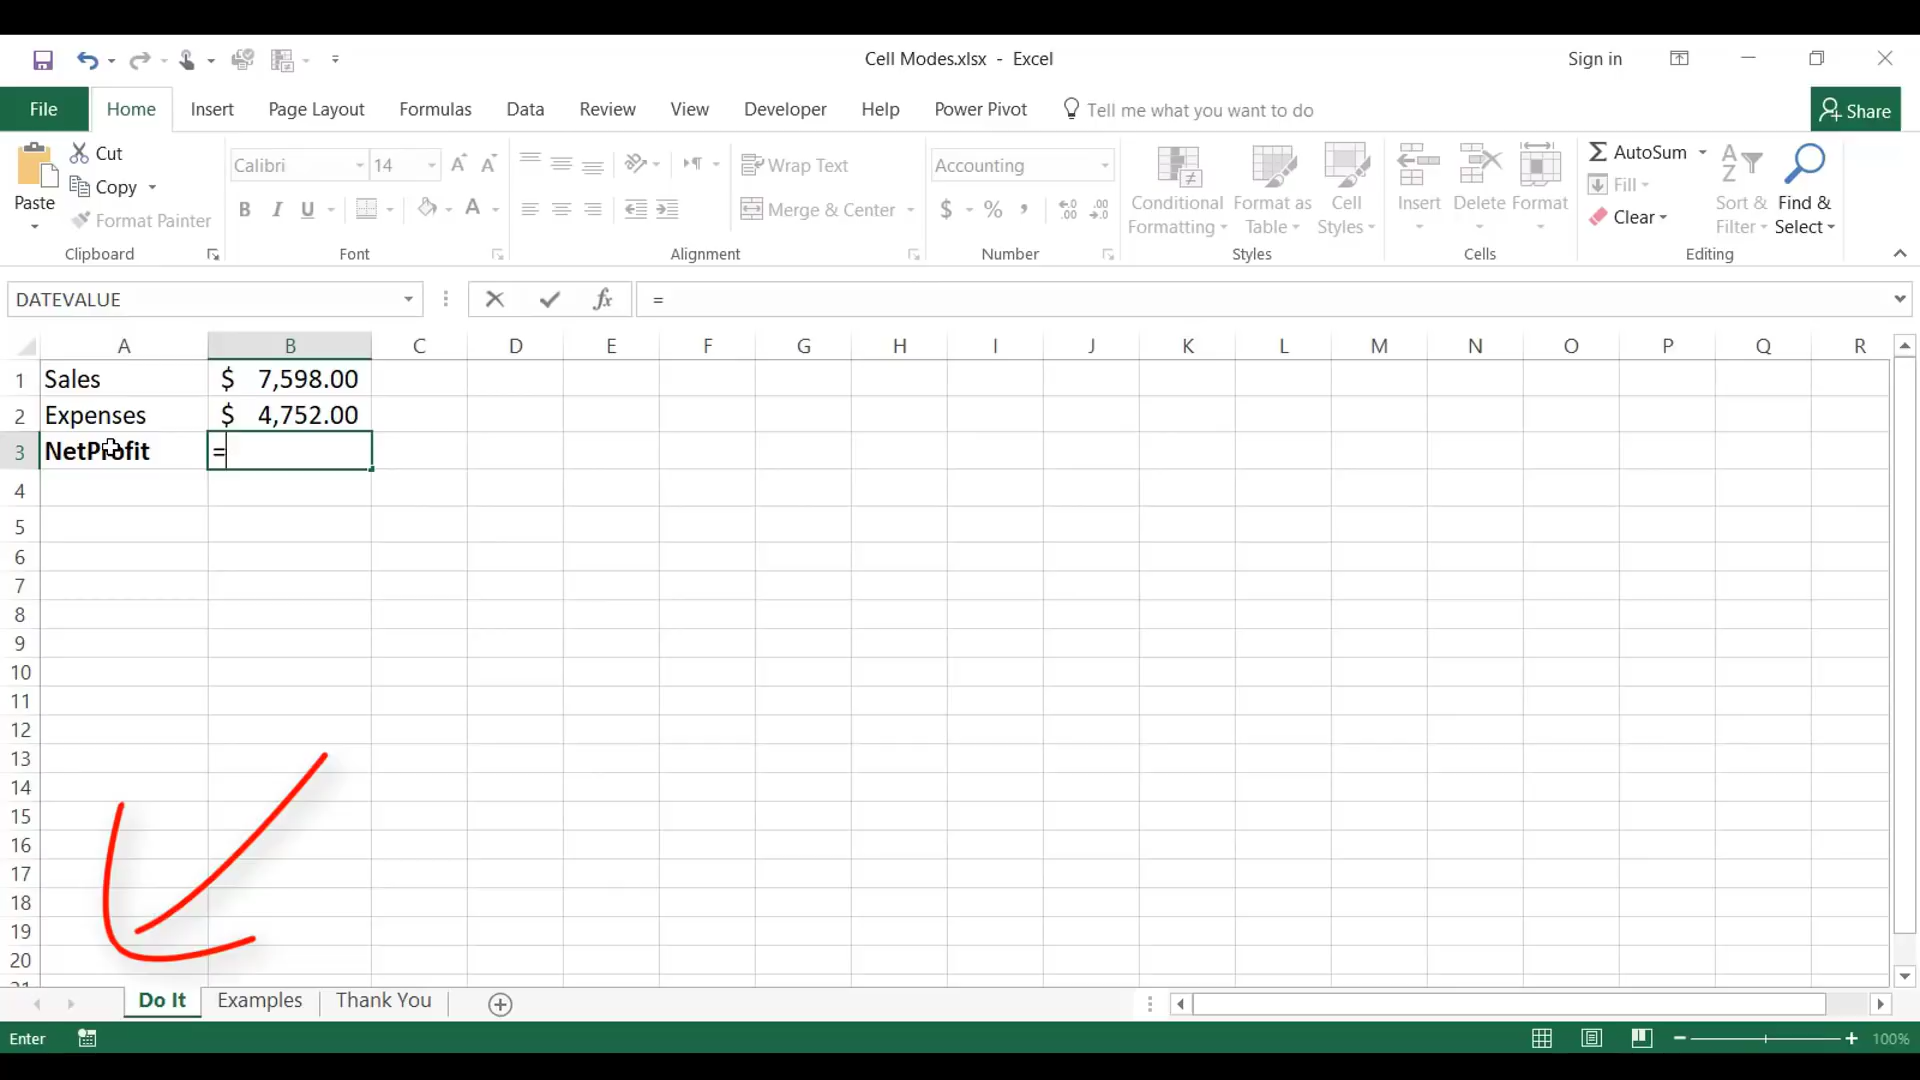 Cell Modes.xlsx - Excel
Sign in
File Home Insert Page Layout Formulas Data Review View Developer Help Power Pivot Tell me what you want to do Share
Paste
Cut
Copy
Format Painter
Clipboard
Calibri 14
B I U A
Font
Wrap Text
Merge & Center
Alignment
Accounting
$ % ,
Number
Conditional
Formatting
Format as
Table
Cell
Styles
Styles
Insert Delete Format
Cells
AutoSum
Fill
Clear
Sort &
Filter
Find &
Select
Editing
DATEVALUE fx =
A B C D E F G H I J K L M N O P Q R
1 Sales $ 7,598.00
2 Expenses $ 4,752.00
3 NetProfit =
4
5
6
7
8
9
10
11
12
13
14
15
16
17
18
19
20
21
Do It Examples Thank You
Enter 100%